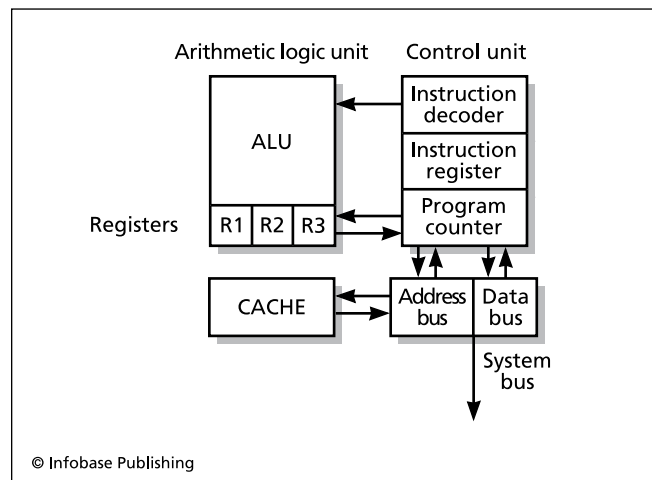 Arithmetic logic unit
Control unit
ALU
Instruction
decoder
Instruction
register
Program
counter
Registers
R1
R2
R3
CACHE
Address
bus
Data
bus
System
bus
© Infobase Publishing